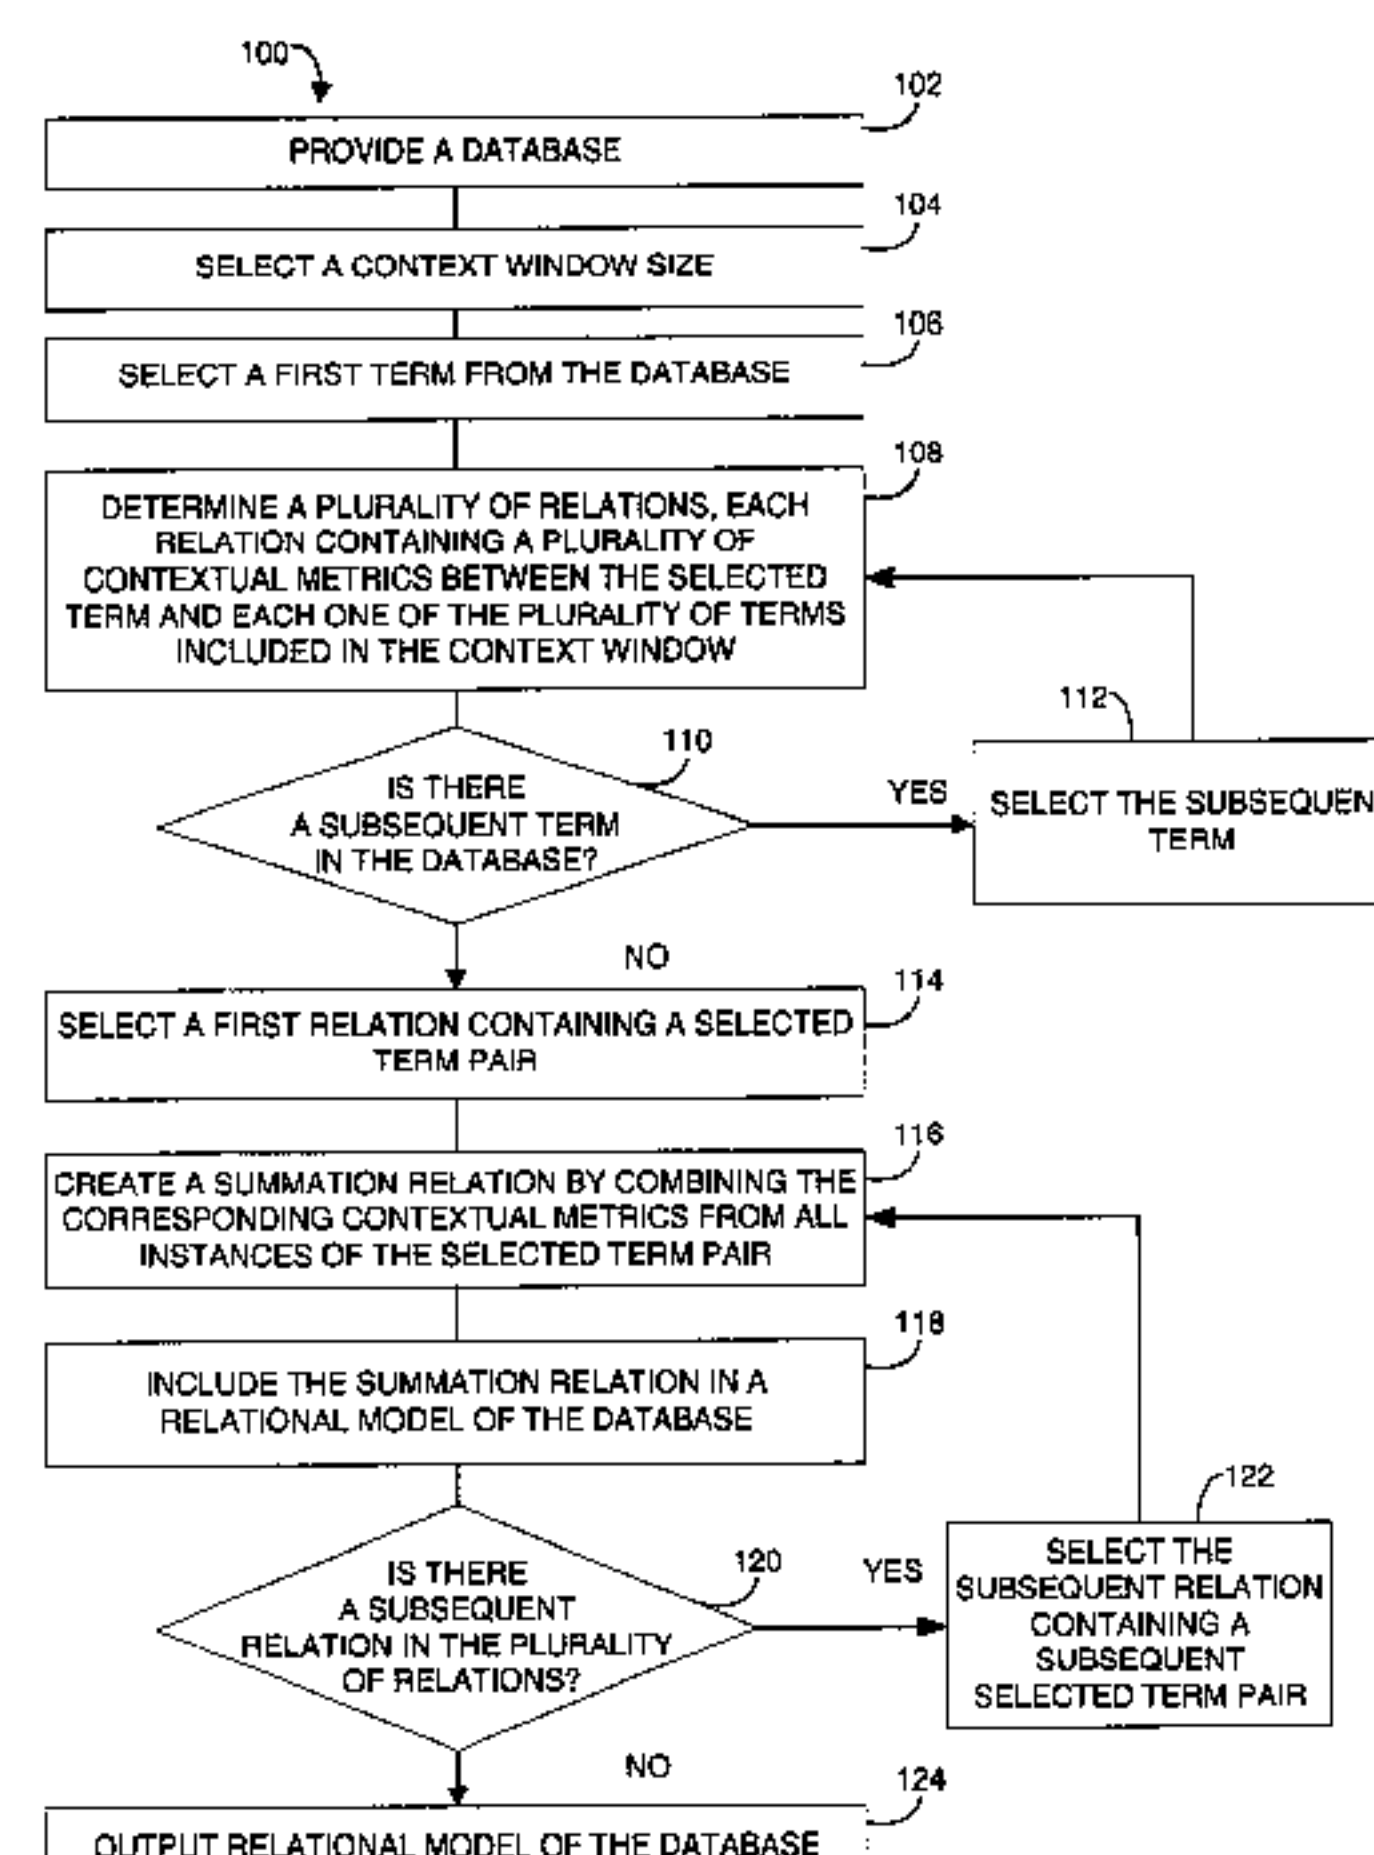 100
102
PROVIDE A DATABASE
104
SELECT A CONTEXT WINDOW SIZE
106
SELECT A FIRST TERM FROM THE DATABASE
108
DETERMINE A PLURALITY OF RELATIONS, EACH
RELATION CONTAINING A PLURALITY OF
CONTEXTUAL METRICS BETWEEN THE SELECTED
TERM AND EACH ONE OF THE PLURALITY OF TERMS
INCLUDED IN THE CONTEXT WINDOW
110
IS THERE
A SUBSEQUENT TERM
IN THE DATABASE?
YES
112
SELECT THE SUBSEQUEN
TERM
NO
114
SELECT A FIRST RELATION CONTAINING A SELECTED
TERM PAIR
116
CREATE A SUMMATION RELATION BY COMBINING THE
CORRESPONDING CONTEXTUAL METRICS FROM ALL
INSTANCES OF THE SELECTED TERM PAIR
118
INCLUDE THE SUMMATION RELATION IN A
RELATIONAL MODEL OF THE DATABASE
120
IS THERE
A SUBSEQUENT
RELATION IN THE PLURALITY
OF RELATIONS?
YES
122
SELECT THE
SUBSEQUENT RELATION
CONTAINING A
SUBSEQUENT
SELECTED TERM PAIR
NO
124
OUTPUT RELATIONAL MODEL OF THE DATABASE